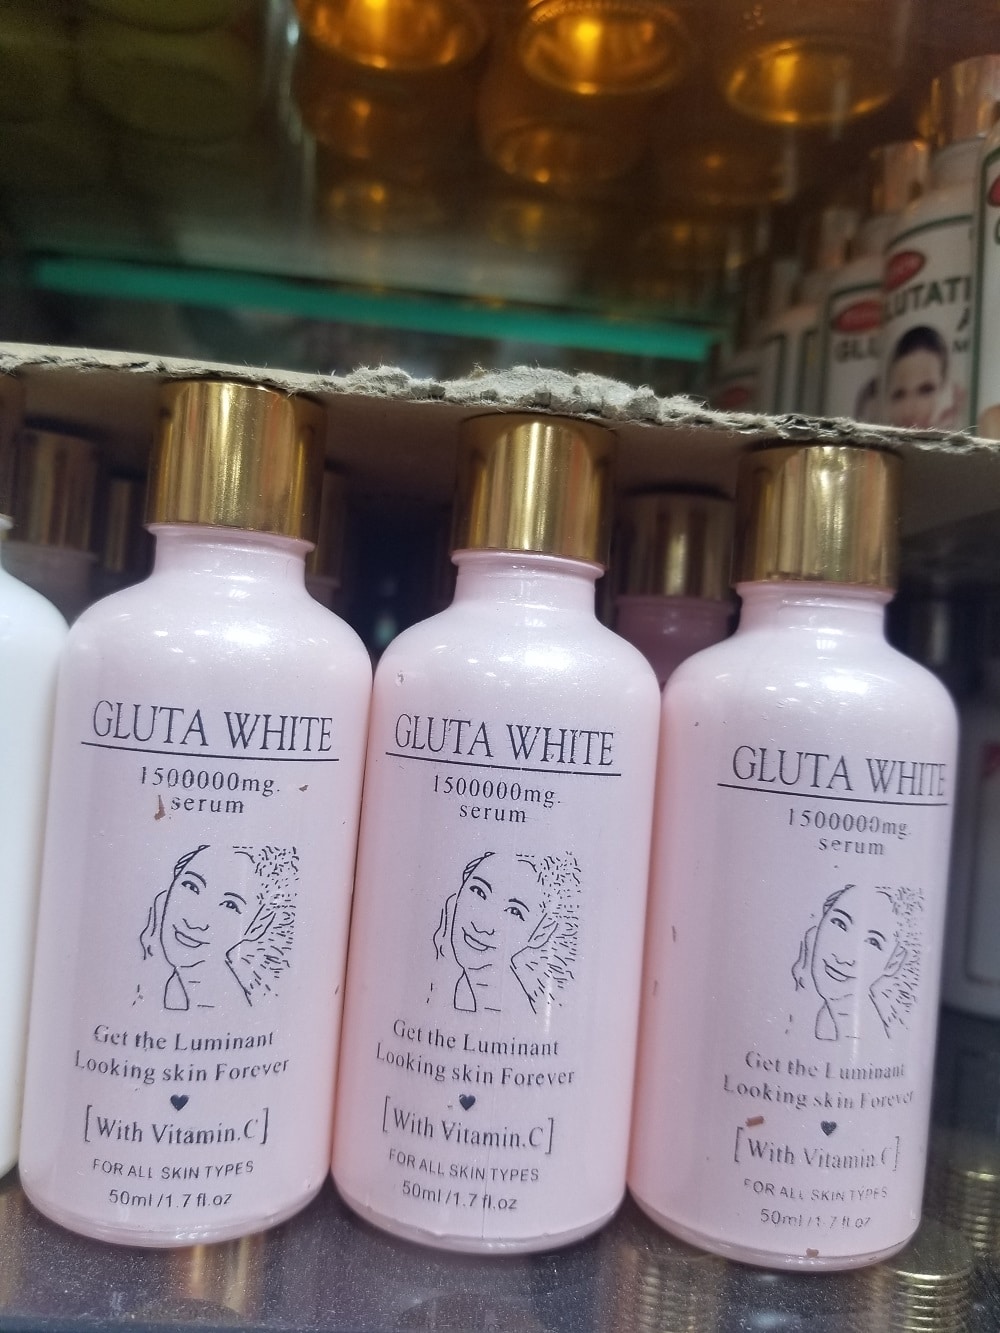 GLUTA WHITE
1500000mg.
serum
Get the Luminant
Looking skin Forever
[With Vitamin.C]
FOR ALL SKIN TYPES
50ml/1.7 fl.oz
GLUTA WHITE
1500000mg.
serum
Get the Luminant
Looking skin Forever
[With Vitamin.C]
FOR ALL SKIN TYPES
50ml/1.7 fl.oz
GLUTA WHITE
1500000mg.
serum
Get the Luminant
Looking skin Forever
[With Vitamin.C]
FOR ALL SKIN TYPES
50ml/1.7 fl.oz
LUTATI
GLU